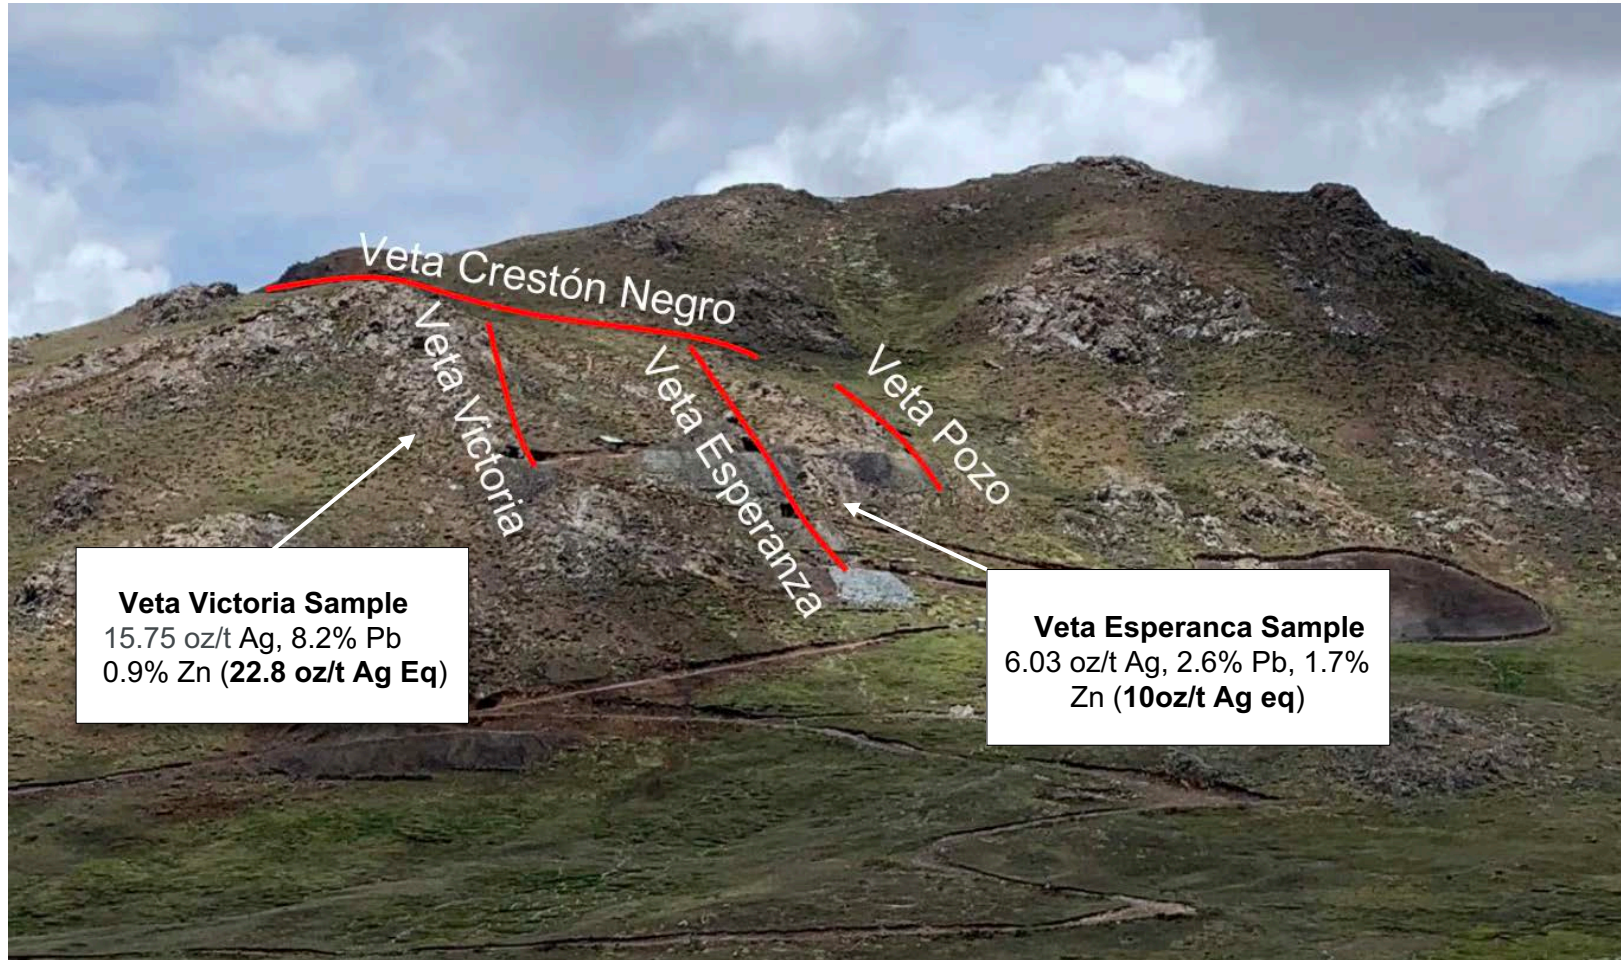 Veta Crestón Negro
Veta Victoria
Veta Esperanza
Veta Pozo
Veta Victoria Sample
15.75 oz/t Ag, 8.2% Pb
0.9% Zn (22.8 oz/t Ag Eq)
Veta Esperanca Sample
6.03 oz/t Ag, 2.6% Pb, 1.7%
Zn (10oz/t Ag eq)